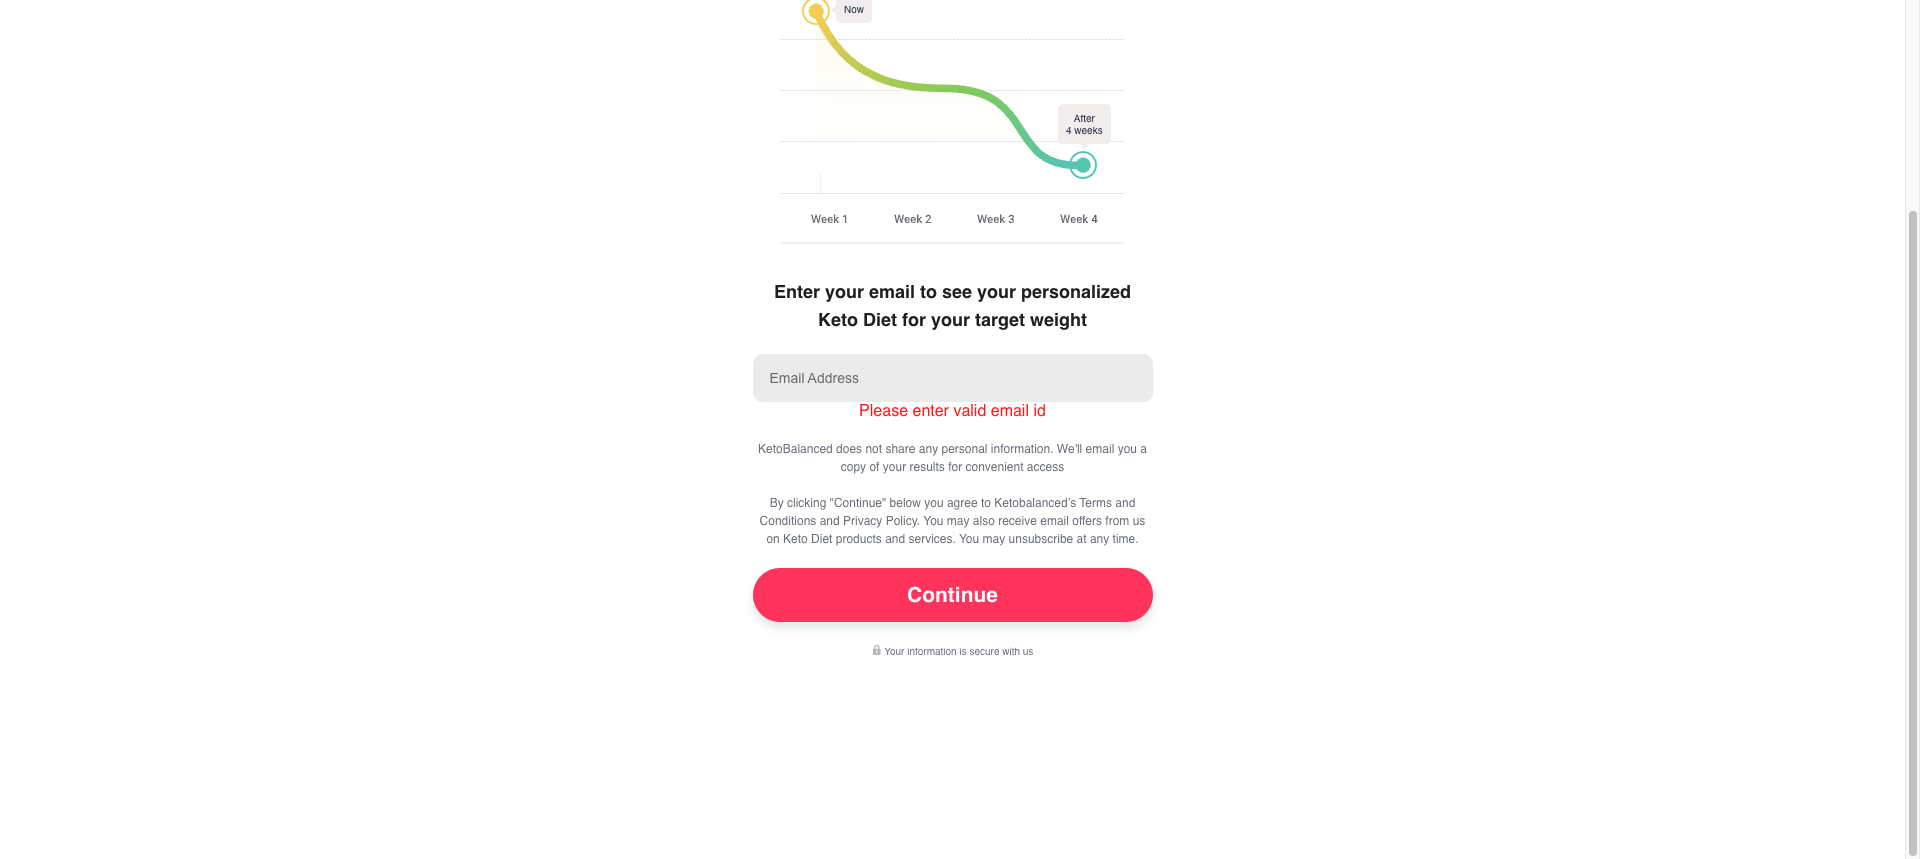 Now
After
4 weeks
Week 1 Week 2 Week 3 Week 4
Enter your email to see your personalized
Keto Diet for your target weight
Email Address
Please enter valid email id
KetoBalanced does not share any personal information. We'll email you a
copy of your results for convenient access
By clicking "Continue" below you agree to Ketobalanced’s Terms and
Conditions and Privacy Policy. You may also receive email offers from us
on Keto Diet products and services. You may unsubscribe at any time.
Continue
Your information is secure with us